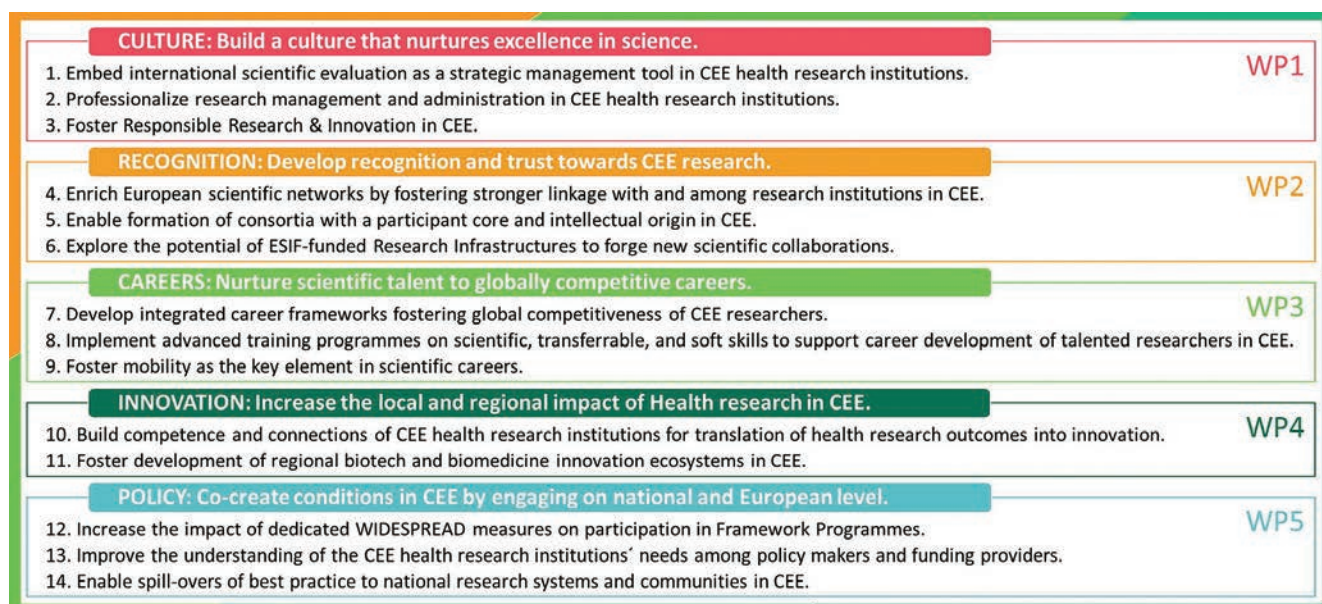 CULTURE: Build a culture that nurtures excellence in science.
WP1
1. Embed international scientific evaluation as a strategic management tool in CEE health research institutions.
2. Professionalize research management and administration in CEE health research institutions.
3. Foster Responsible Research & Innovation in CEE.
RECOGNITION: Develop recognition and trust towards CEE research.
WP2
4. Enrich European scientific networks by fostering stronger linkage with and among research institutions in CEE.
5. Enable formation of consortia with a participant core and intellectual origin in CEE.
6. Explore the potential of ESIF-funded Research Infrastructures to forge new scientific collaborations.
CAREERS: Nurture scientific talent to globally competitive careers.
WP3
7. Develop integrated career frameworks fostering global competitiveness of CEE researchers.
8. Implement advanced training programmes on scientific, transferrable, and soft skills to support career development of talented researchers in CEE.
9. Foster mobility as the key element in scientific careers.
INNOVATION: Increase the local and regional impact of Health research in CEE.
WP4
10. Build competence and connections of CEE health research institutions for translation of health research outcomes into innovation.
11. Foster development of regional biotech and biomedicine innovation ecosystems in CEE.
POLICY: Co-create conditions in CEE by engaging on national and European level.
WP5
12. Increase the impact of dedicated WIDESPREAD measures on participation in Framework Programmes.
13. Improve the understanding of the CEE health research institutions´ needs among policy makers and funding providers.
14. Enable spill-overs of best practice to national research systems and communities in CEE.